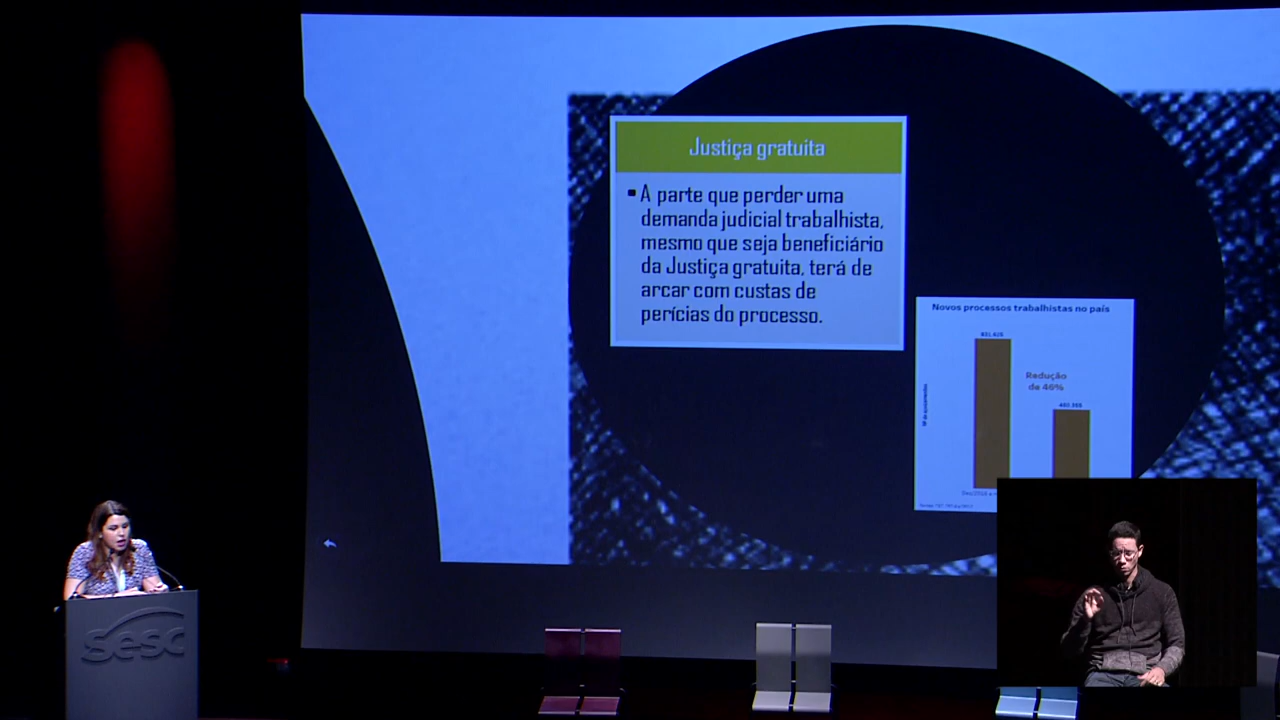 Justiça gratuita
▪ A parte que perder uma
demanda judicial trabalhista,
mesmo que seja beneficiário
da Justiça gratuita, terá de
arcar com custas de
perícias do processo.
Novos processos trabalhistas no país
Redução
de 46%
sesc